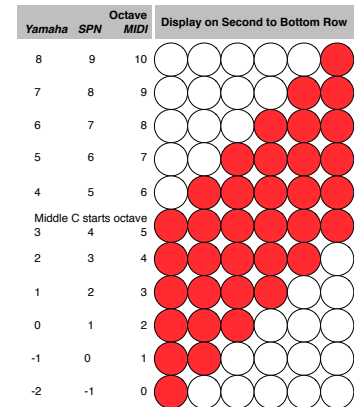 Octave
Yamaha SPN MIDI
Display on Second to Bottom Row
8 9 10
7 8 9
6 7 8
5 6 7
4 5 6
Middle C starts octave
3 4 5
2 3 4
1 2 3
0 1 2
-1 0 1
-2 -1 0